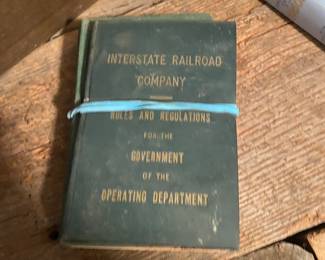 INTERSTATE RAILROAD
COMPANY
RULES AND REGULATIONS
FOR THE
GOVERNMENT
OF THE
OPERATING DEPARTMENT